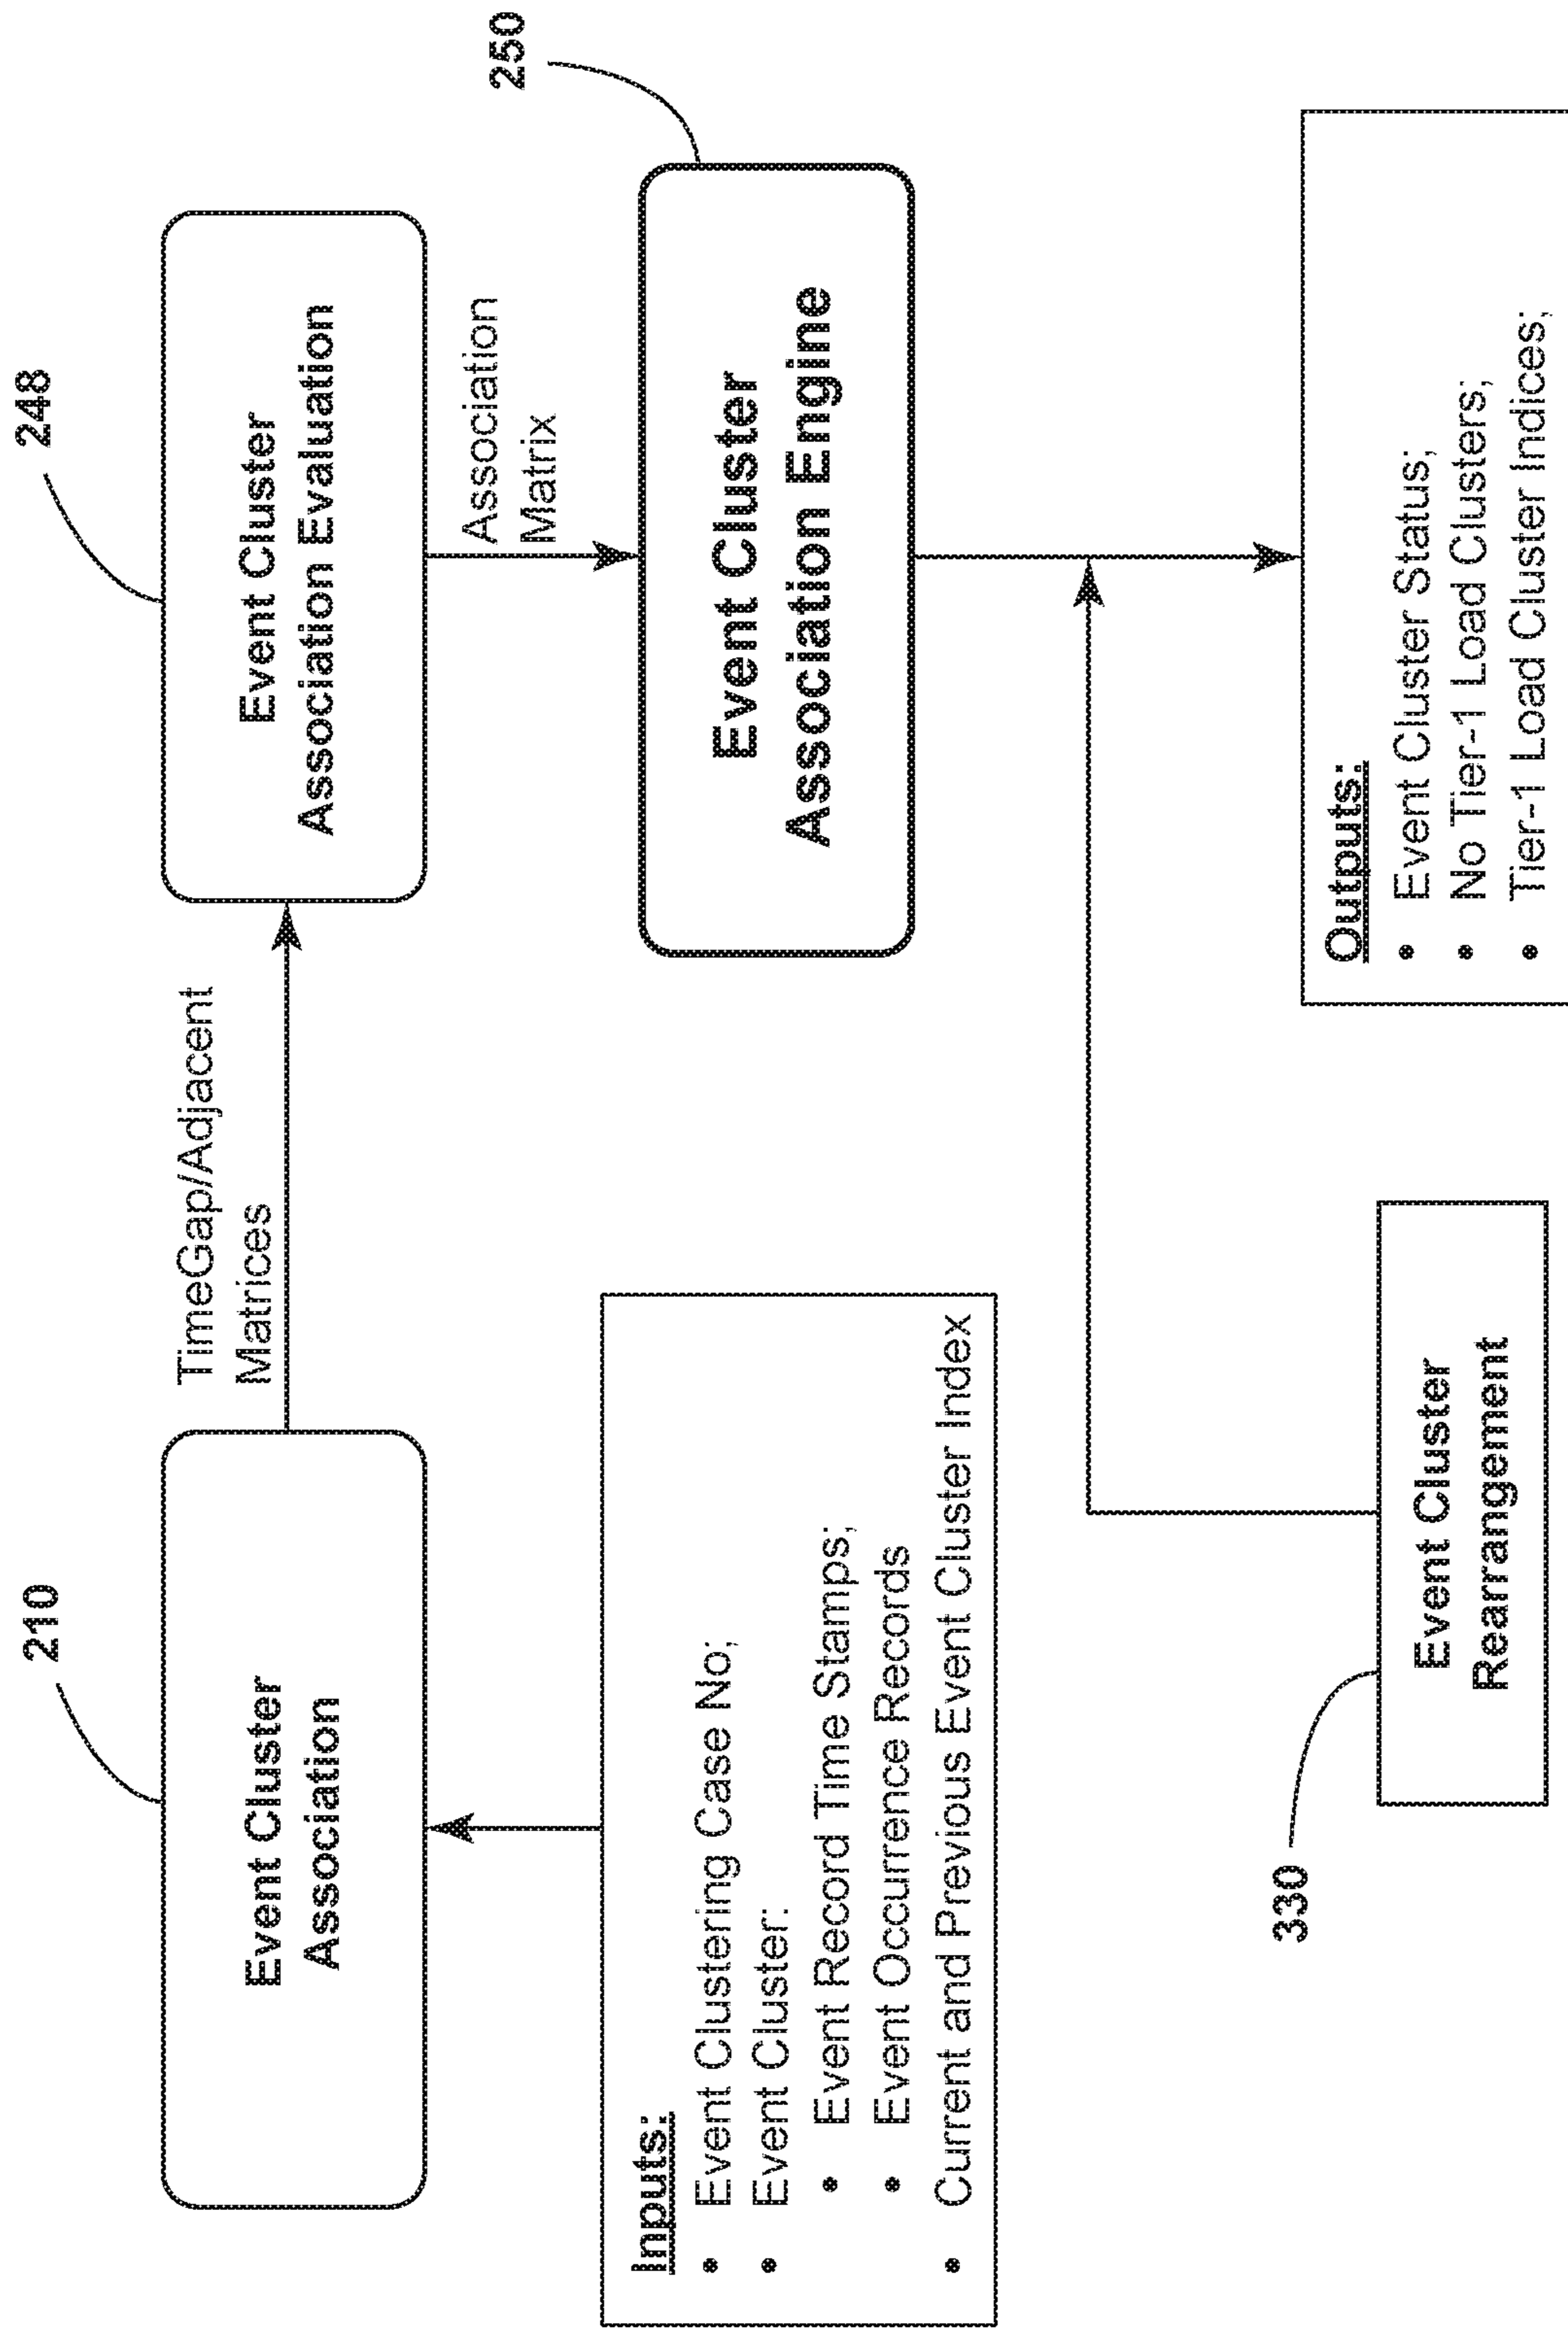 210
Event Cluster
Association
TimeGap/Adjacent
Matrices
248
Event Cluster
Association Evaluation
Association
Matrix
250
Event Cluster
Association Engine
Inputs:
• Event Clustering Case No;
• Event Cluster:
• Event Record Time Stamps;
• Event Occurrence Records
• Current and Previous Event Cluster Index
330
Event Cluster
Rearrangement
Outputs:
• Event Cluster Status;
• No Tier-1 Load Clusters;
• Tier-1 Load Cluster Indices;